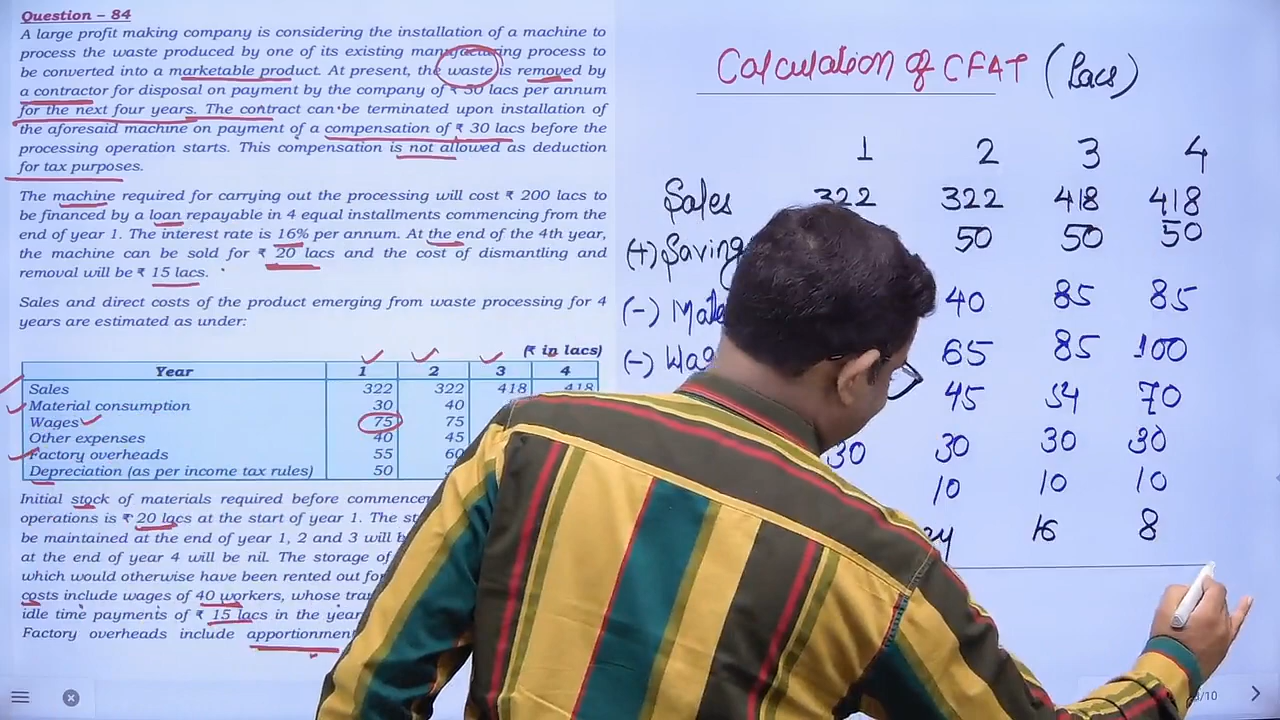 Question – 84
A large profit making company is considering the installation of a machine to
process the waste produced by one of its existing manufacturing process to
be converted into a marketable product. At present, the waste is removed by
a contractor for disposal on payment by the company of ₹ 50 lacs per annum
for the next four years. The contract can be terminated upon installation of
the aforesaid machine on payment of a compensation of ₹ 30 lacs before the
processing operation starts. This compensation is not allowed as deduction
for tax purposes.
The machine required for carrying out the processing will cost ₹ 200 lacs to
be financed by a loan repayable in 4 equal installments commencing from the
end of year 1. The interest rate is 16% per annum. At the end of the 4th year,
the machine can be sold for ₹ 20 lacs and the cost of dismantling and
removal will be ₹ 15 lacs.
Sales and direct costs of the product emerging from waste processing for 4
years are estimated as under:
(₹ in lacs)
Year 1 2 3 4
Sales 322 322 418 418
Material consumption 30 40
Wages 75 75
Other expenses 40 45
Factory overheads 55 60
Depreciation (as per income tax rules) 50
Initial stock of materials required before
operations is ₹ 20 lacs at the start of year 1. The
be maintained at the end of year 1, 2 and 3 will
at the end of year 4 will be nil. The storage of
which would otherwise have been rented out for
costs include wages of 40 workers, whose
idle time payments of ₹ 15 lacs in the year
Factory overheads include apportionment
Calculation of CFAT (Lacs)
1 2 3 4
Sales 322 322 418 418
(+) Saving 50 50 50
(-) 40 85 85
(-) 65 85 100
45 54 70
30 30 30 30
10 10 10
16 8
/10